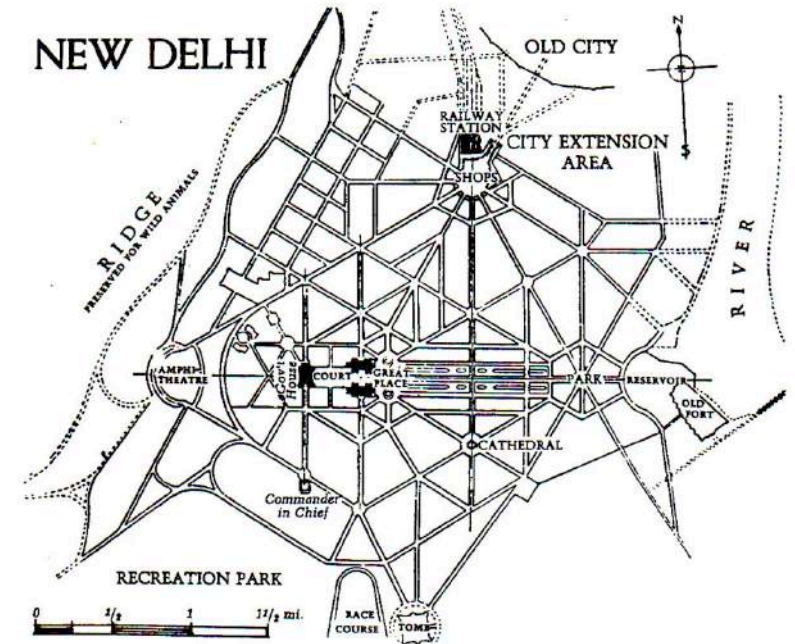 NEW DELHI
OLD CITY
N
S
RAILWAY
STATION
CITY EXTENSION
AREA
SHOPS
RIDGE
PRESERVED FOR WILD ANIMALS
RIVER
AMPHI-
THEATRE
Gov't
House
COURT
GREAT
PLACE
PARK
RESERVOIR
OLD
FORT
CATHEDRAL
Commander
in Chief
RECREATION PARK
0 1/2 1 1 1/2 mi.
RACE
COURSE
TOMB